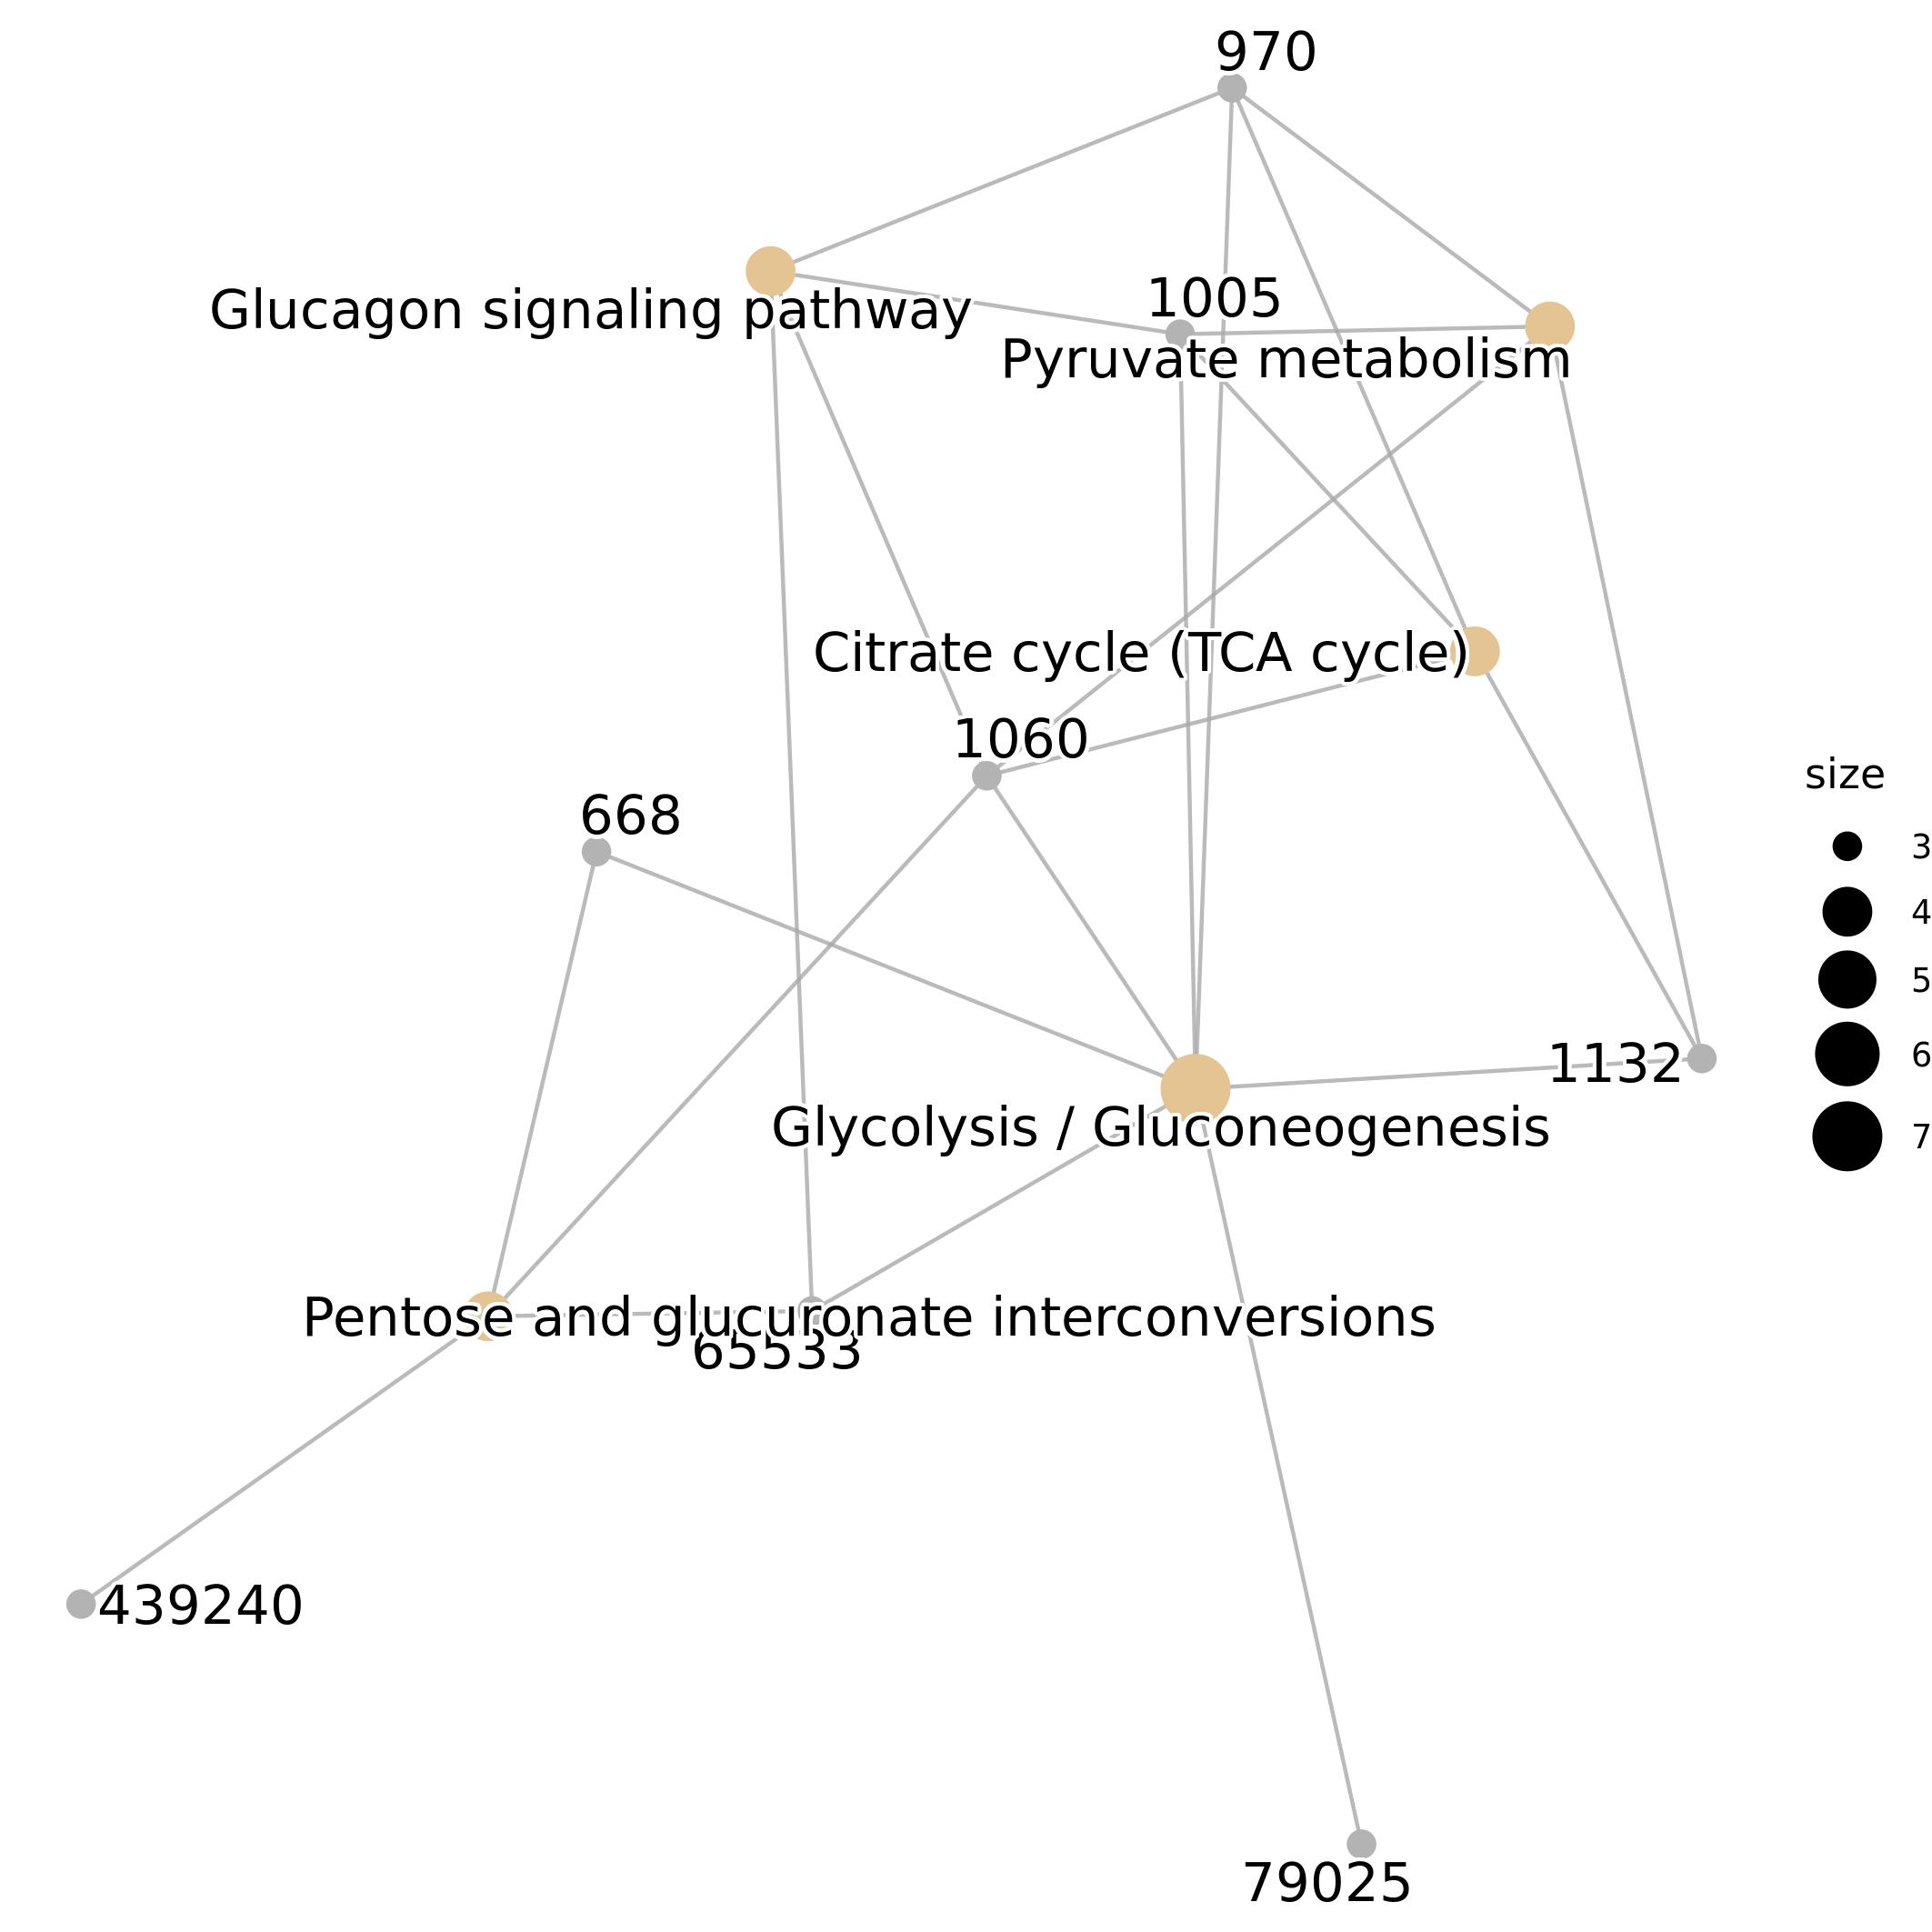 970
1005
Glucagon signaling pathway
Pyruvate metabolism
Citrate cycle (TCA cycle)
1060
668
1132
Glycolysis / Gluconeogenesis
Pentose and glucuronate interconversions
65533
439240
79025
size
3
4
5
6
7